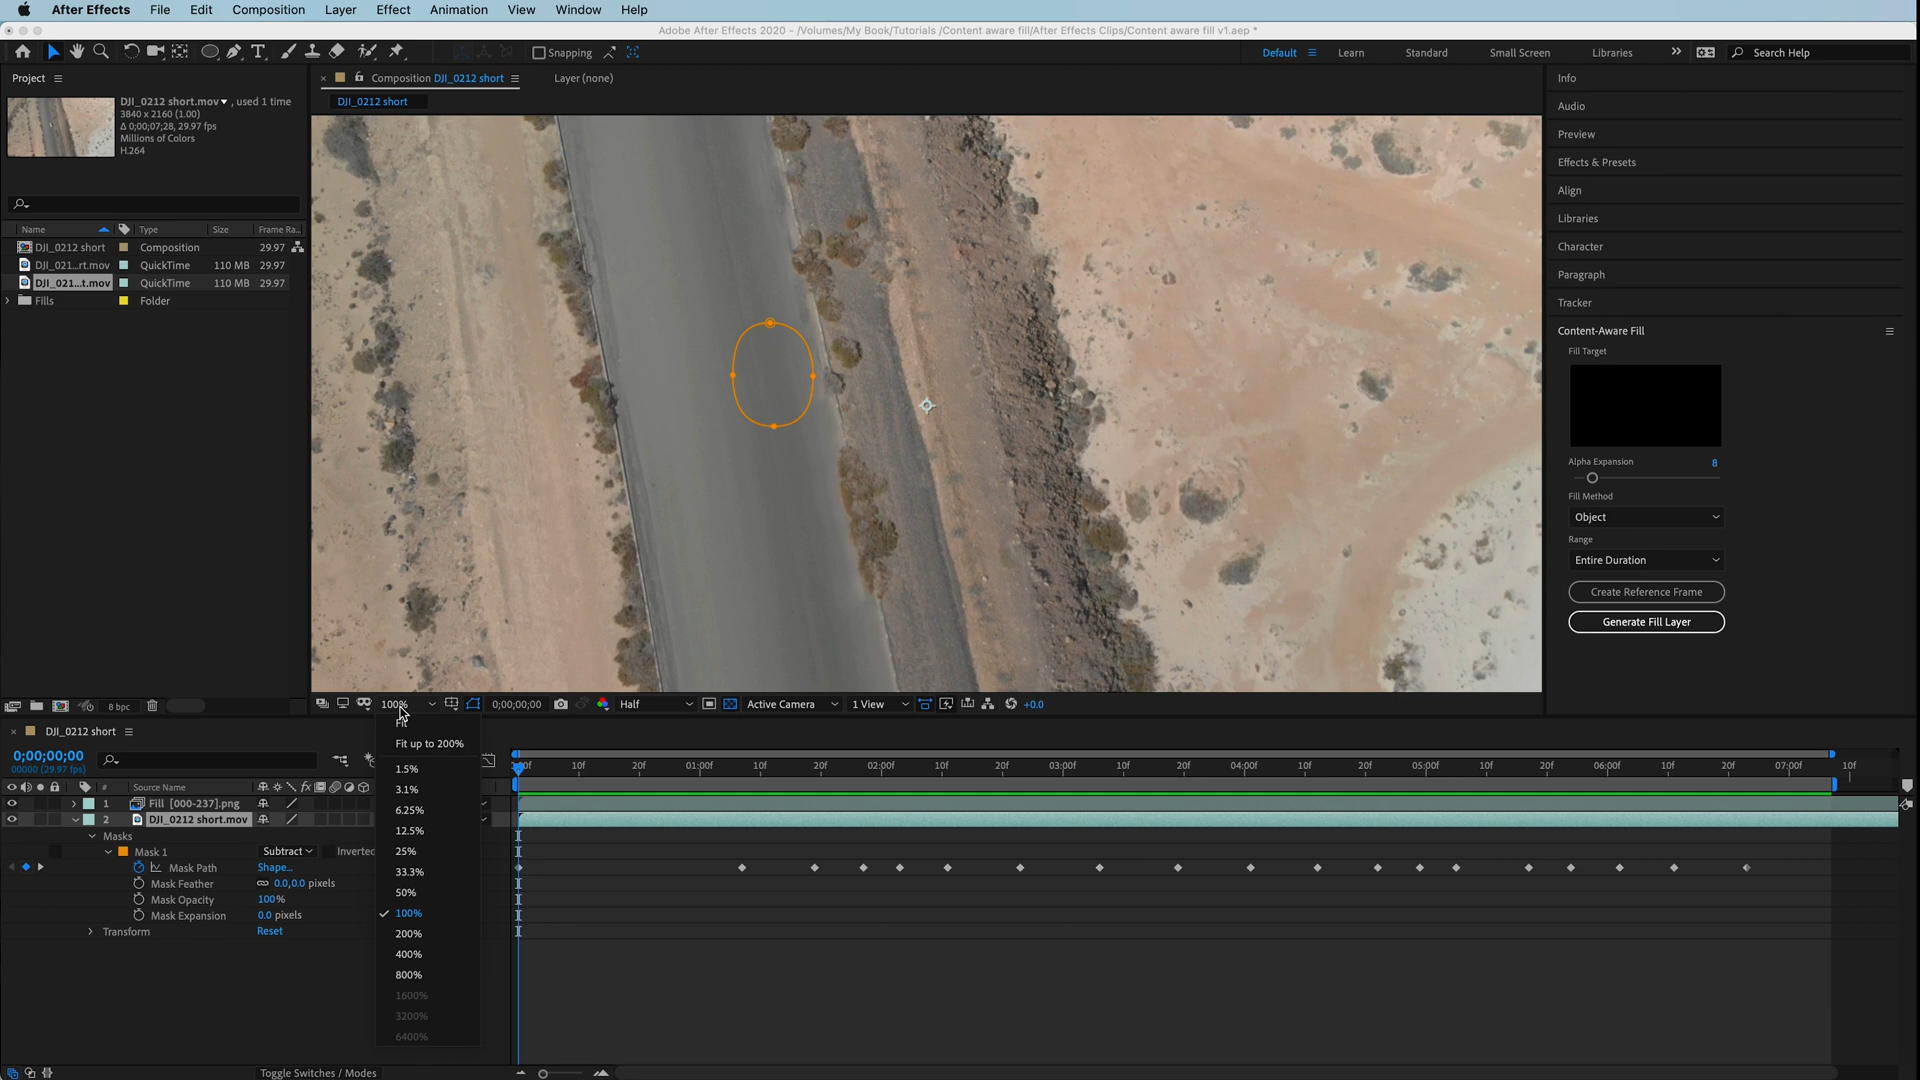 After Effects File Edit Composition Layer Effect Animation View Window Help
Adobe After Effects 2020 - /Volumes/My Book/Tutorials /Content aware fill/After Effects Clips/Content aware fill v1.aep *
Snapping Default Learn Standard Small Screen Libraries Search Help
Project
DJI_0212 short.mov , used 1 time
3840 x 2160 (1.00)
Δ 0;00;07;28, 29.97 fps
Millions of Colors
H.264
Name Type Size Frame Ra...
DJI_0212 short Composition 29.97
DJI_021...rt.mov QuickTime 110 MB 29.97
DJI_021...t.mov QuickTime 110 MB 29.97
Fills Folder
8 bpc
Composition DJI_0212 short Layer (none)
DJI_0212 short
100% 0;00;00;00 Half Active Camera 1 View +0.0
Info
Audio
Preview
Effects & Presets
Align
Libraries
Character
Paragraph
Tracker
Content-Aware Fill
Fill Target
Alpha Expansion 8
Fill Method
Object
Range
Entire Duration
Create Reference Frame
Generate Fill Layer
Fit
Fit up to 200%
1.5%
3.1%
6.25%
12.5%
25%
33.3%
50%
100%
200%
400%
800%
1600%
3200%
6400%
DJI_0212 short
0;00;00;00
00000 (29.97 fps)
10f 20f 01:00f 10f 20f 02:00f 10f 20f 03:00f 10f 20f 04:00f 10f 20f 05:00f 10f 20f 06:00f 10f 20f 07:00f 10f
# Source Name
1 Fill [000-237].png
2 DJI_0212 short.mov
Masks
Mask 1 Subtract Inverted
Mask Path Shape...
Mask Feather 0.0,0.0 pixels
Mask Opacity 100%
Mask Expansion 0.0 pixels
Transform Reset
Toggle Switches / Modes